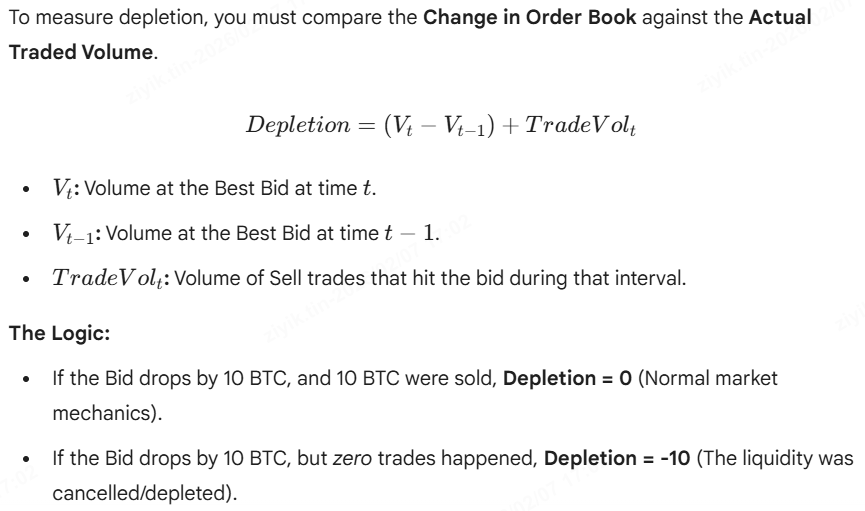 To measure depletion, you must compare the Change in Order Book against the Actual
Traded Volume.
Depletion = (V_t − V_{t−1}) + TradeVol_t
• V_t: Volume at the Best Bid at time t.
• V_{t−1}: Volume at the Best Bid at time t − 1.
• TradeVol_t: Volume of Sell trades that hit the bid during that interval.
The Logic:
• If the Bid drops by 10 BTC, and 10 BTC were sold, Depletion = 0 (Normal market
mechanics).
• If the Bid drops by 10 BTC, but zero trades happened, Depletion = -10 (The liquidity was
cancelled/depleted).